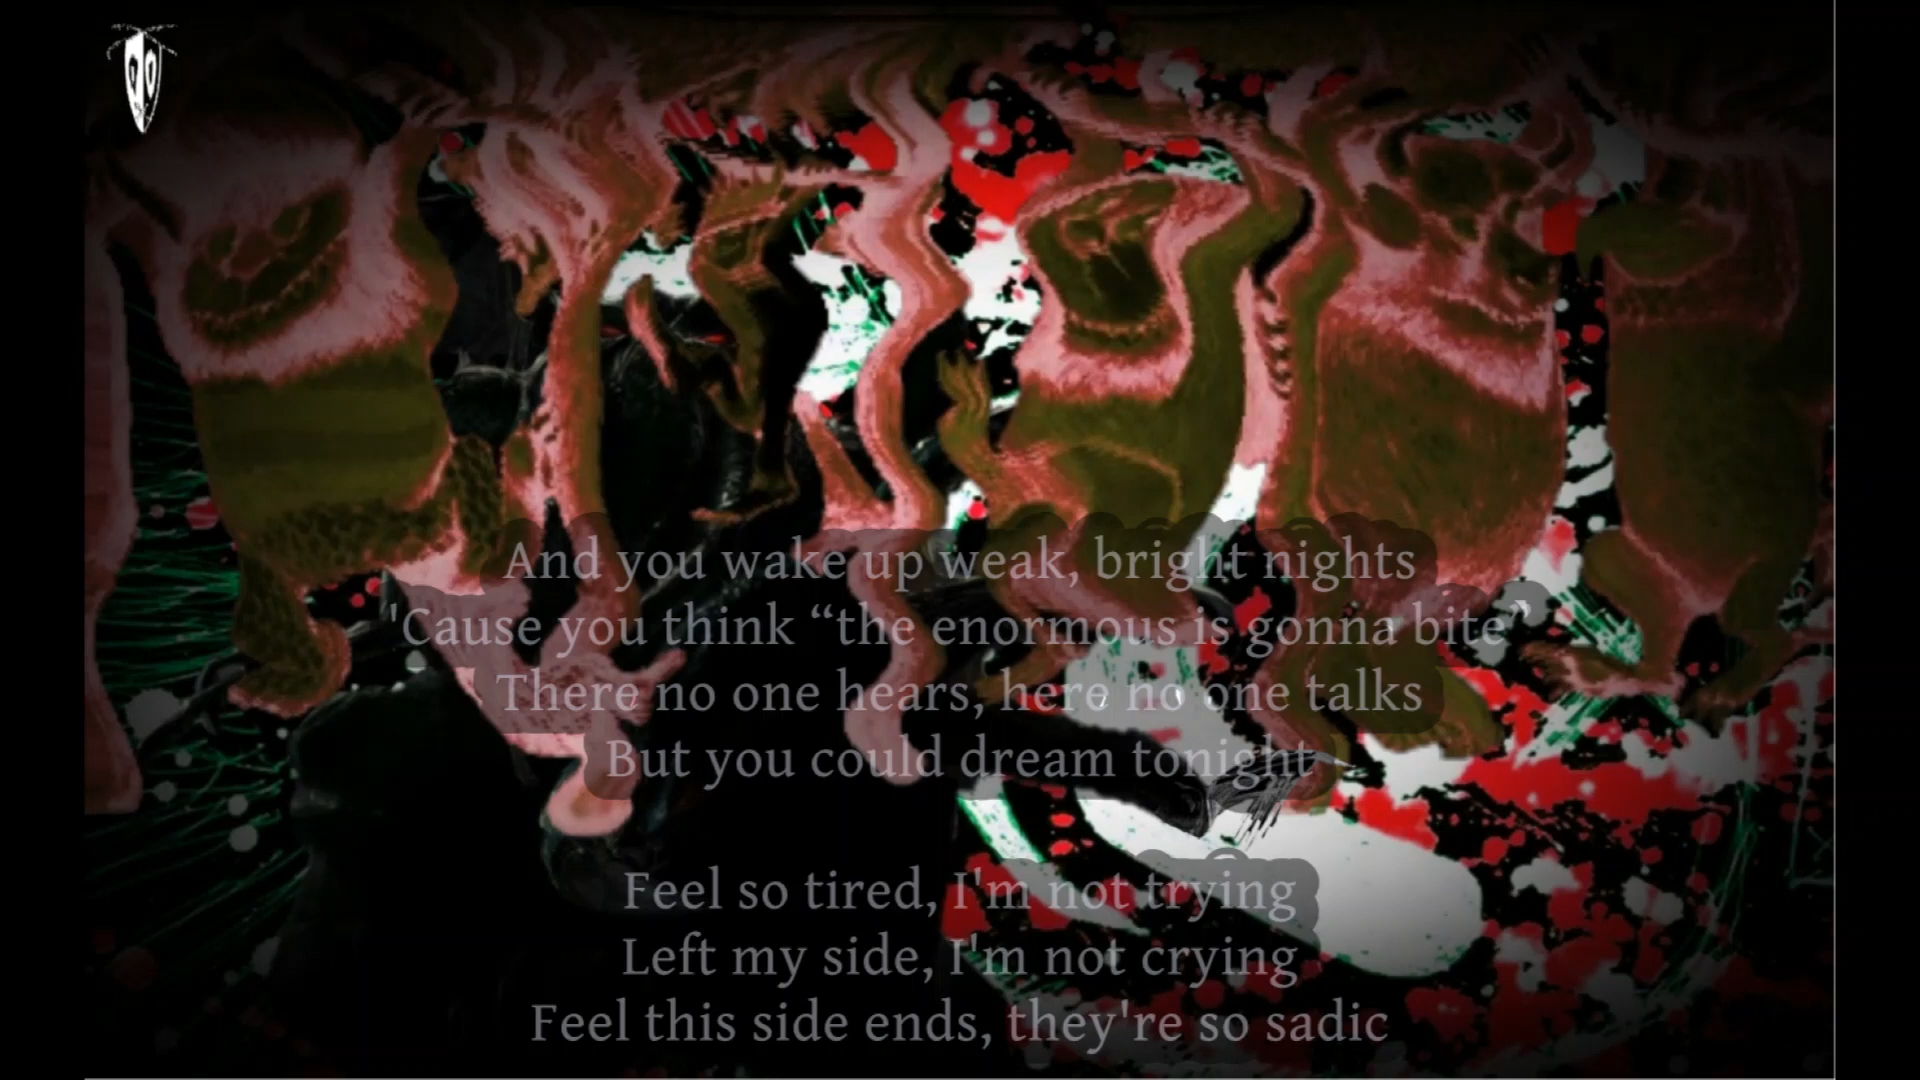 And you wake up weak, bright nights
'Cause you think “the enormous is gonna bite”
There no one hears, here no one talks
But you could dream tonight
Feel so tired, I'm not trying
Left my side, I'm not crying
Feel this side ends, they're so sadic